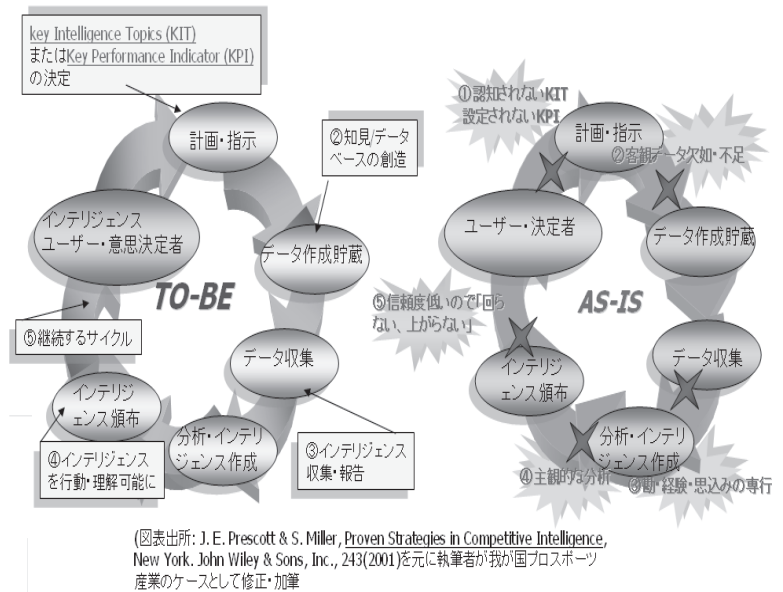 key Intelligence Topics (KIT)
またはKey Performance Indicator (KPI)
の決定
計画・指示
②知見/データ
ベースの創造
インテリジェンス
ユーザー・意思決定者
データ作成貯蔵
TO-BE
⑤継続するサイクル
データ収集
インテリジ
ェンス頒布
分析・インテリ
ジェンス作成
③インテリジェンス
収集・報告
④インテリジェンス
を行動・理解可能に
①認知されないKIT
設定されないKPI
計画・指示
②客観データ欠如・不足
ユーザー・決定者
データ作成貯蔵
⑤信頼度低いので「回ら
ない、上がらない」
AS-IS
データ収集
インテリジ
ェンス頒布
分析・インテリ
ジェンス作成
④主観的な分析
③勘・経験・思込みの専行
(図表出所: J. E. Prescott & S. Miller, Proven Strategies in Competitive Intelligence,
New York. John Wiley & Sons, Inc., 243(2001)を元に執筆者が我が国プロスポーツ
産業のケースとして修正・加筆